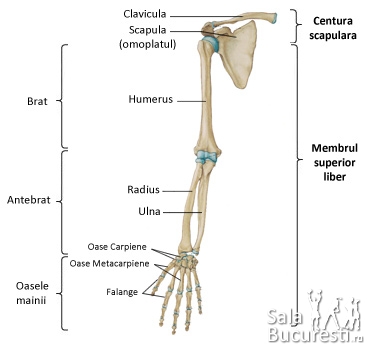 Clavicula
Scapula
(omoplatul)
Centura
scapulara
Brat
Humerus
Membrul
superior
liber
Antebrat
Radius
Ulna
Oase Carpiene
Oase Metacarpiene
Oasele
mainii
Falange
Sala
Bucuresti.ro